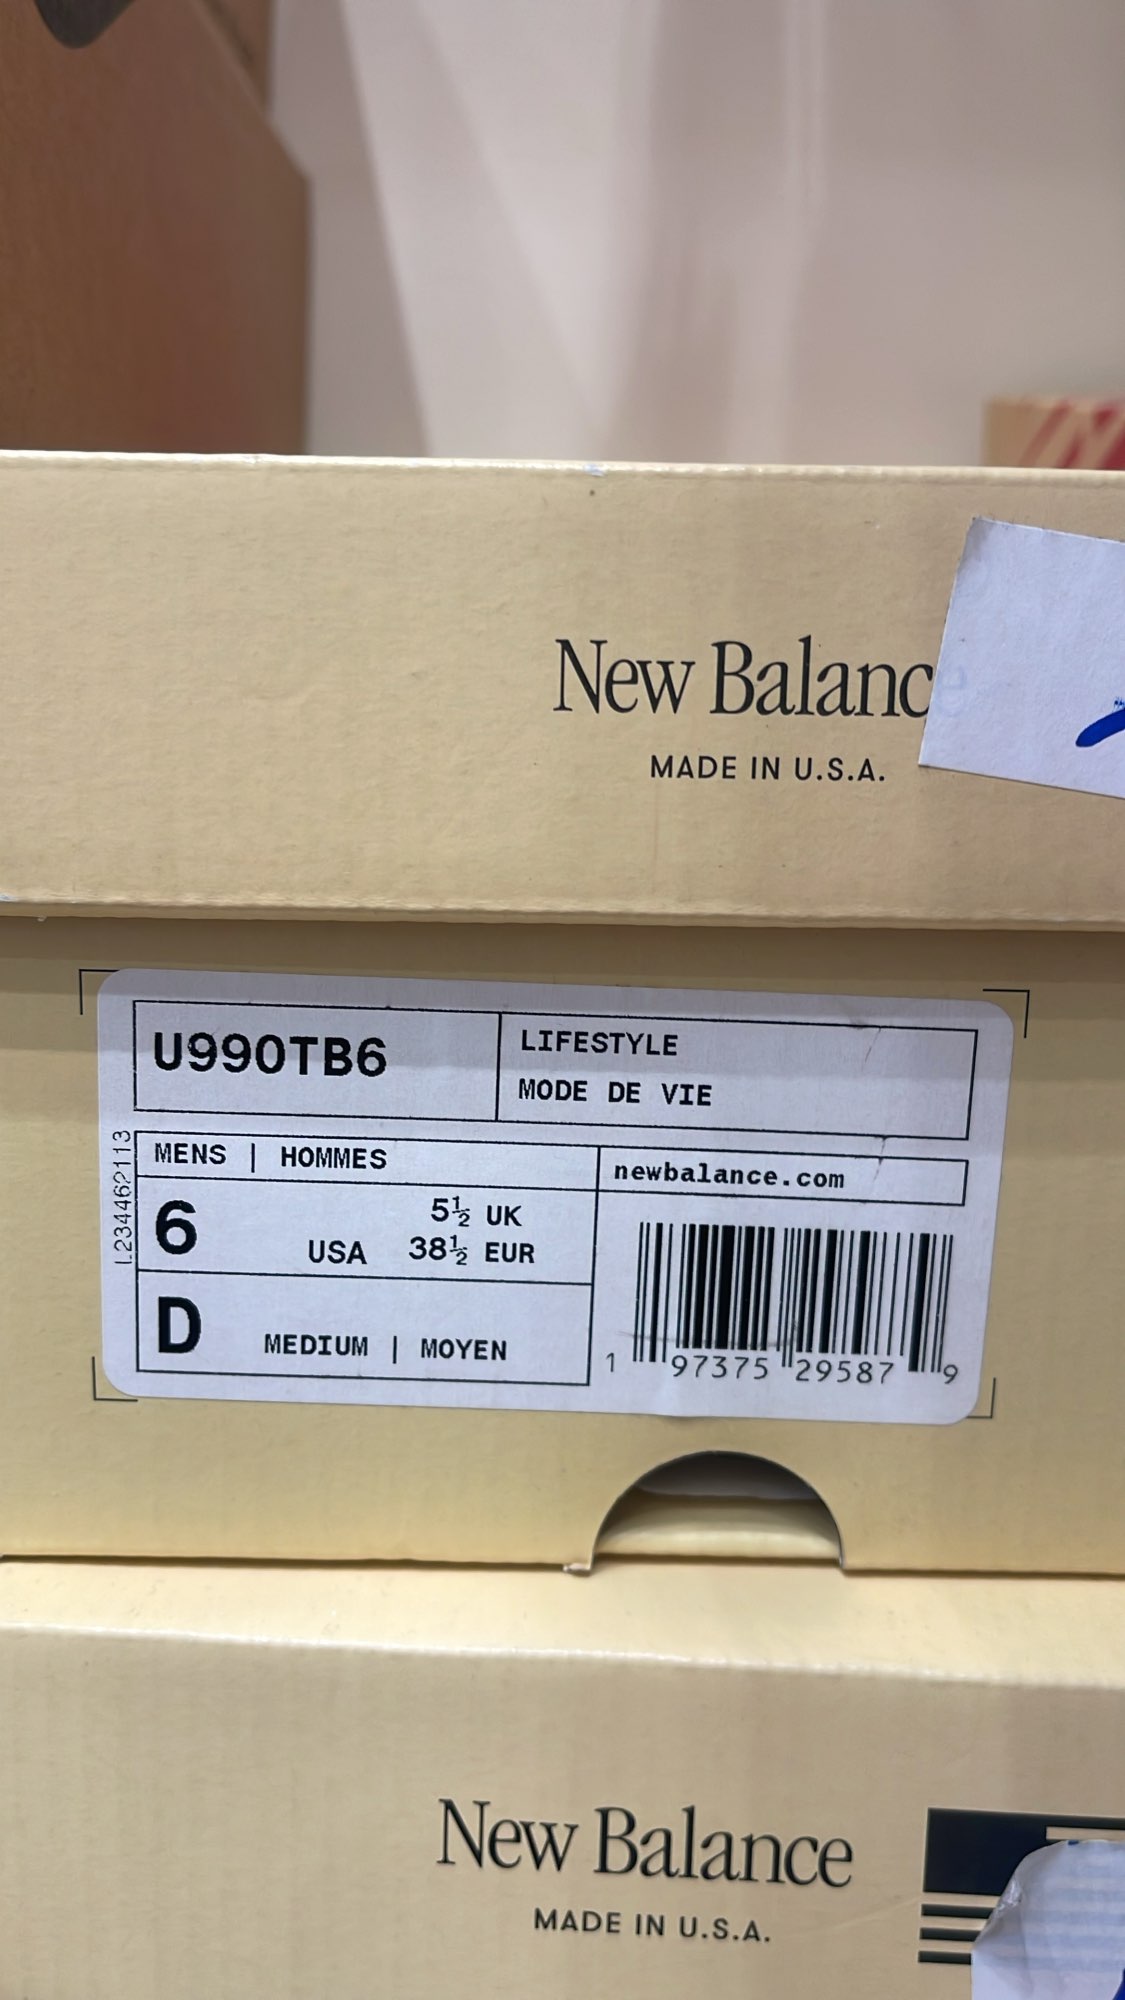 New Balance
MADE IN U.S.A.
U990TB6
LIFESTYLE
MODE DE VIE
MENS | HOMMES
newbalance.com
6
USA
5½ UK
38½ EUR
D
MEDIUM | MOYEN
1 97375 29587 9
L234462113
New Balance
MADE IN U.S.A.